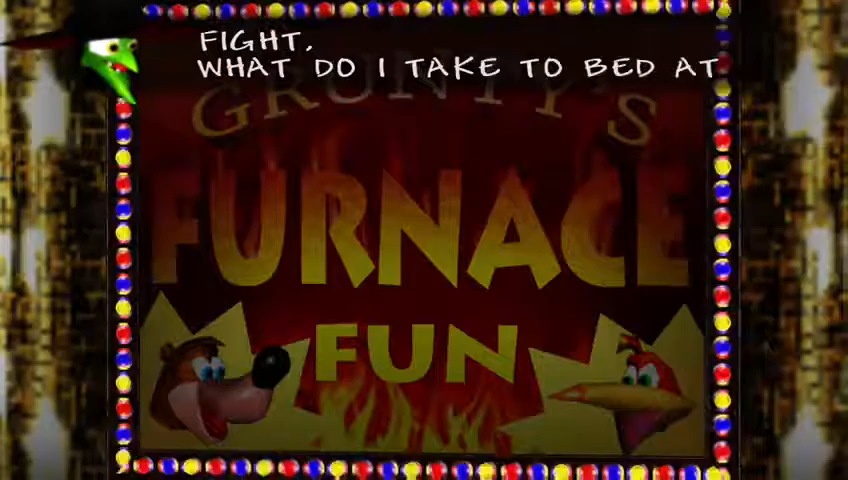 FIGHT,
WHAT DO I TAKE TO BED AT
GRUNTY'S
FURNACE
FUN